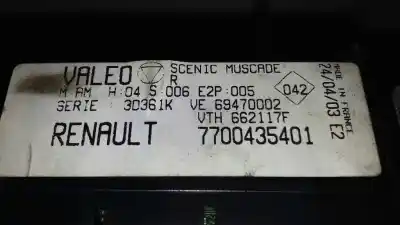 VALEO SCENIC MUSCADE
R
M AM H:04 S:006 E2P:005
042
SERIE : 3D361K VE 69470002
VTH 662117F
RENAULT 7700435401
MADE IN FRANCE
24/04/03 E2